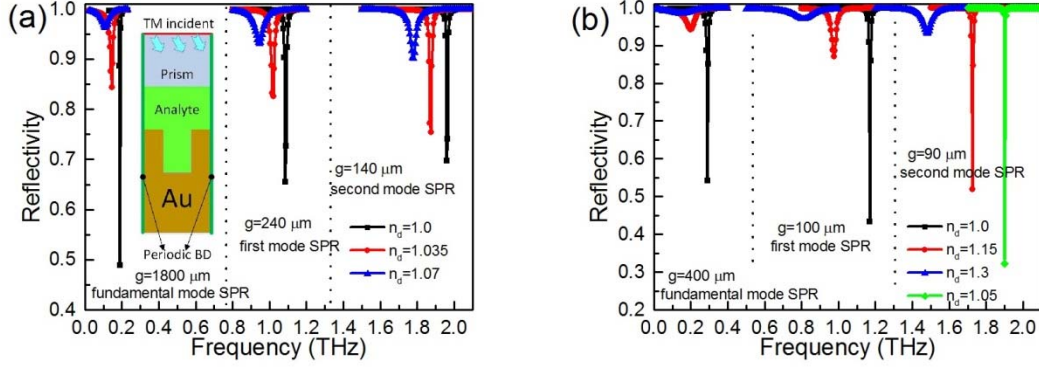 (a)
TM incident
Prism
Analyte
Au
Periodic BD
g=1800 μm
fundamental mode SPR
g=240 μm
first mode SPR
g=140 μm
second mode SPR
n_d=1.0
n_d=1.035
n_d=1.07
Reflectivity
1.0
0.9
0.8
0.7
0.6
0.5
0.4
0.0 0.2 0.4 0.6 0.8 1.0 1.2 1.4 1.6 1.8 2.0
Frequency (THz)
(b)
g=400 μm
fundamental mode SPR
g=100 μm
first mode SPR
g=90 μm
second mode SPR
n_d=1.0
n_d=1.15
n_d=1.3
n_d=1.05
Reflectivity
1.0
0.9
0.8
0.7
0.6
0.5
0.4
0.3
0.2
0.0 0.2 0.4 0.6 0.8 1.0 1.2 1.4 1.6 1.8 2.0
Frequency (THz)